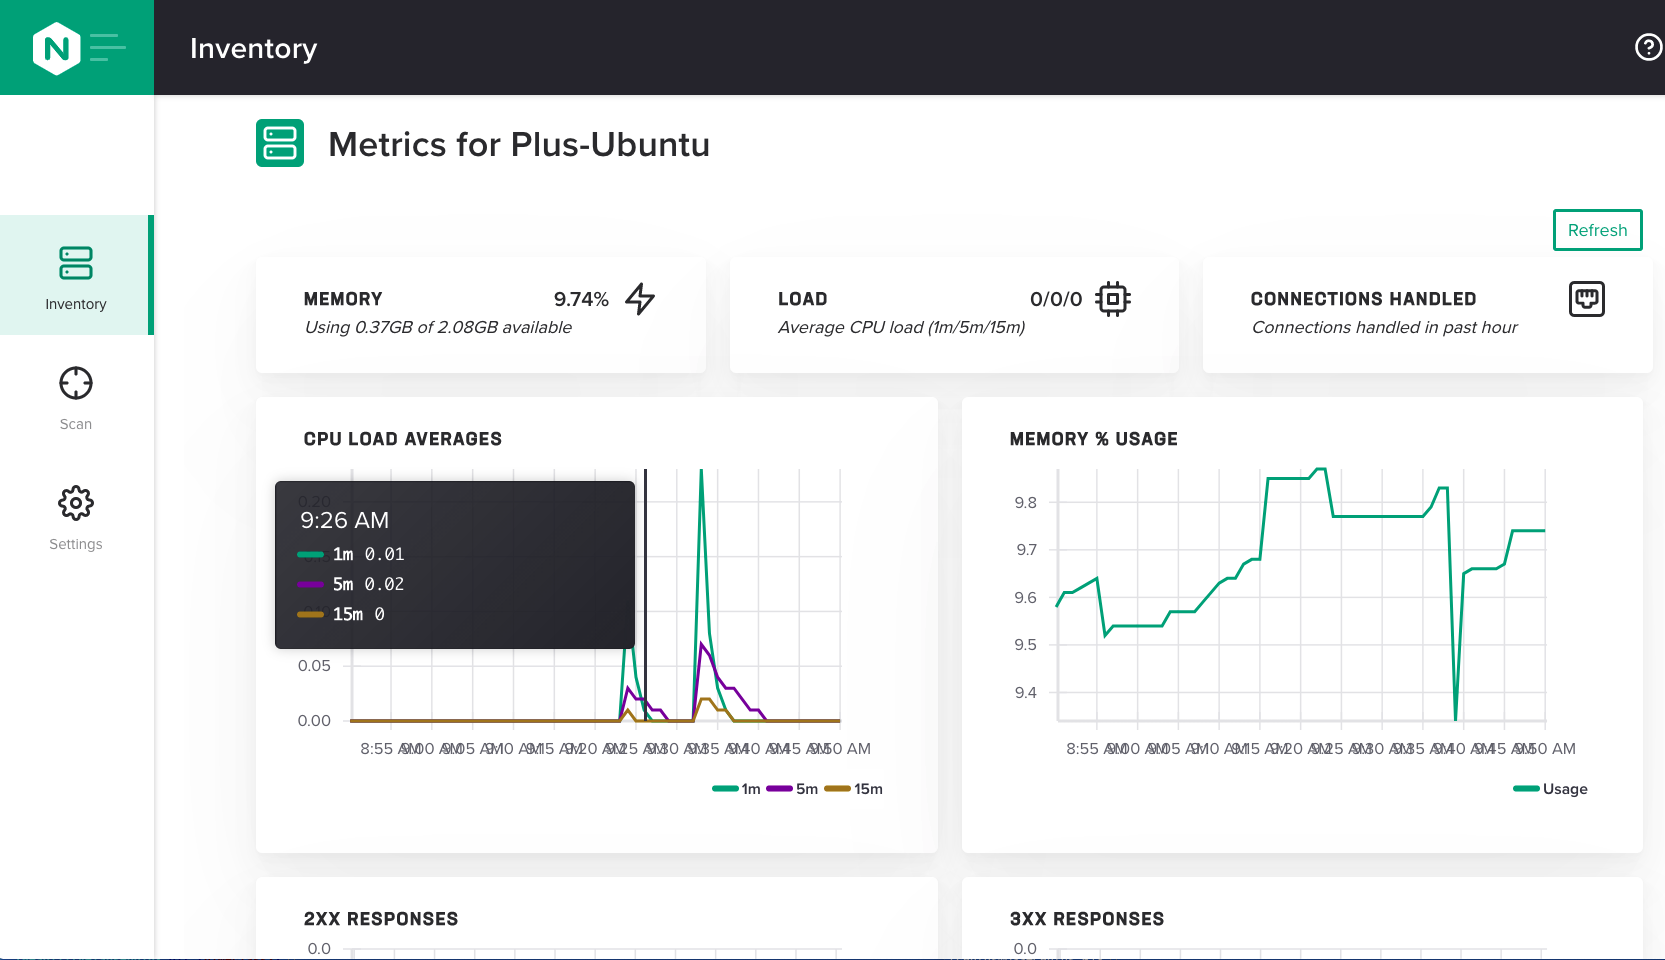 N
Inventory
Metrics for Plus-Ubuntu
Refresh
Inventory
Scan
Settings
MEMORY 9.74%
Using 0.37GB of 2.08GB available
LOAD 0/0/0
Average CPU load (1m/5m/15m)
CONNECTIONS HANDLED
Connections handled in past hour
CPU LOAD AVERAGES
0.20
9:26 AM
1m 0.01
5m 0.02
15m 0
0.05
0.00
8:55 AM 9:00 AM 9:05 AM 9:10 AM 9:15 AM 9:20 AM 9:25 AM 9:30 AM 9:35 AM 9:40 AM 9:45 AM 9:50 AM
1m 5m 15m
MEMORY % USAGE
9.8
9.7
9.6
9.5
9.4
8:55 AM 9:00 AM 9:05 AM 9:10 AM 9:15 AM 9:20 AM 9:25 AM 9:30 AM 9:35 AM 9:40 AM 9:45 AM 9:50 AM
Usage
2XX RESPONSES
0.0
3XX RESPONSES
0.0